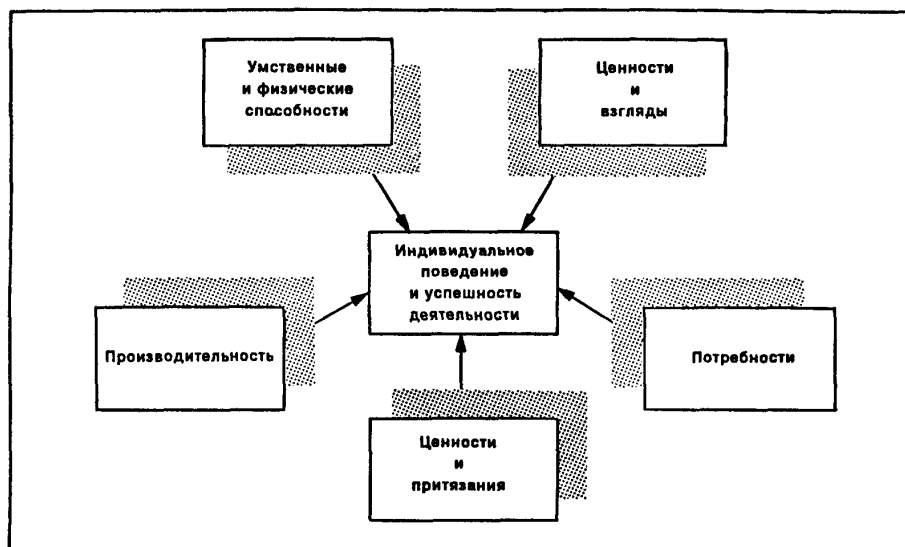 Умственные
и физические
способности
Ценности
и
взгляды
Индивидуальное
поведение
и успешность
деятельности
Производительность
Потребности
Ценности
и
притязания